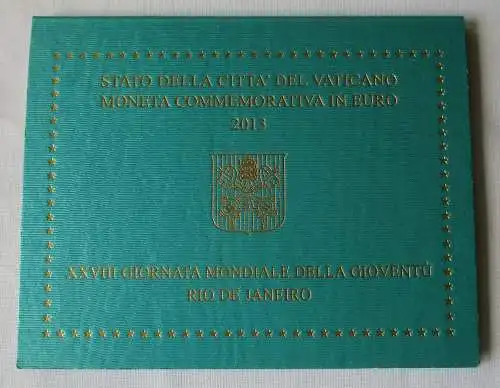 STATO DELLA CITTA' DEL VATICANO
MONETA COMMEMORATIVA IN EURO
2013
XXVIII GIORNATA MONDIALE DELLA GIOVENTÙ
RIO DE JANEIRO